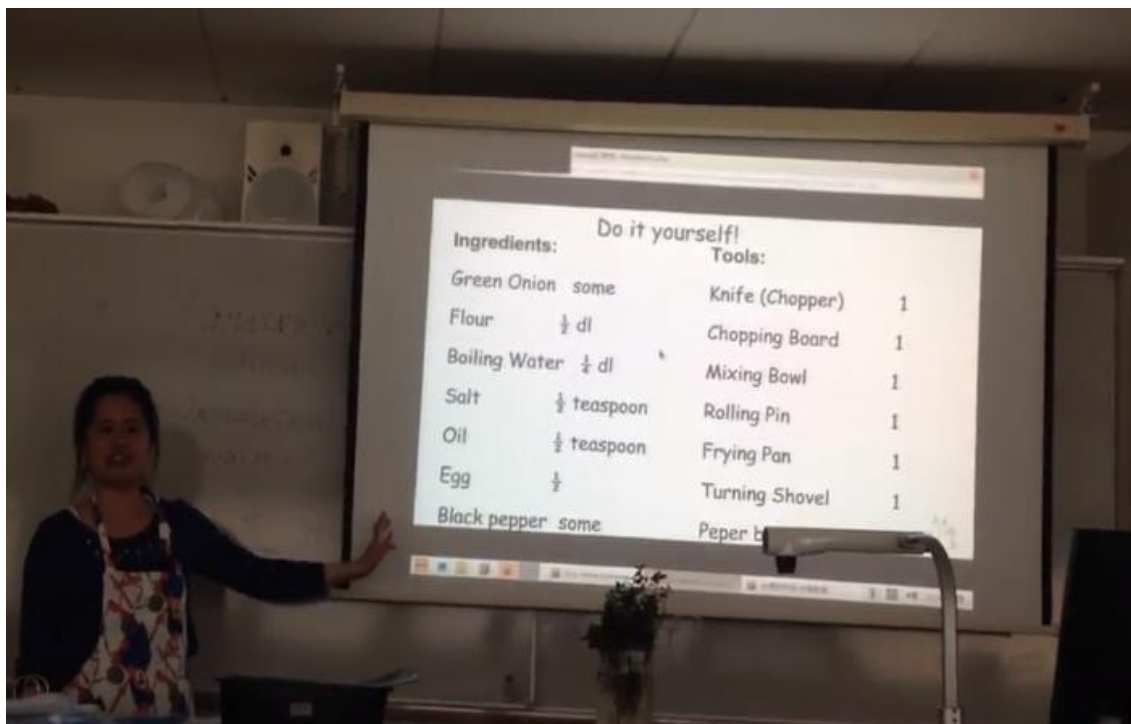 Do it yourself!
Ingredients:
Green Onion some
Flour ½ dl
Boiling Water ¼ dl
Salt ½ teaspoon
Oil ½ teaspoon
Egg ½
Black pepper some
Tools:
Knife (Chopper) 1
Chopping Board 1
Mixing Bowl 1
Rolling Pin 1
Frying Pan 1
Turning Shovel 1
Peper